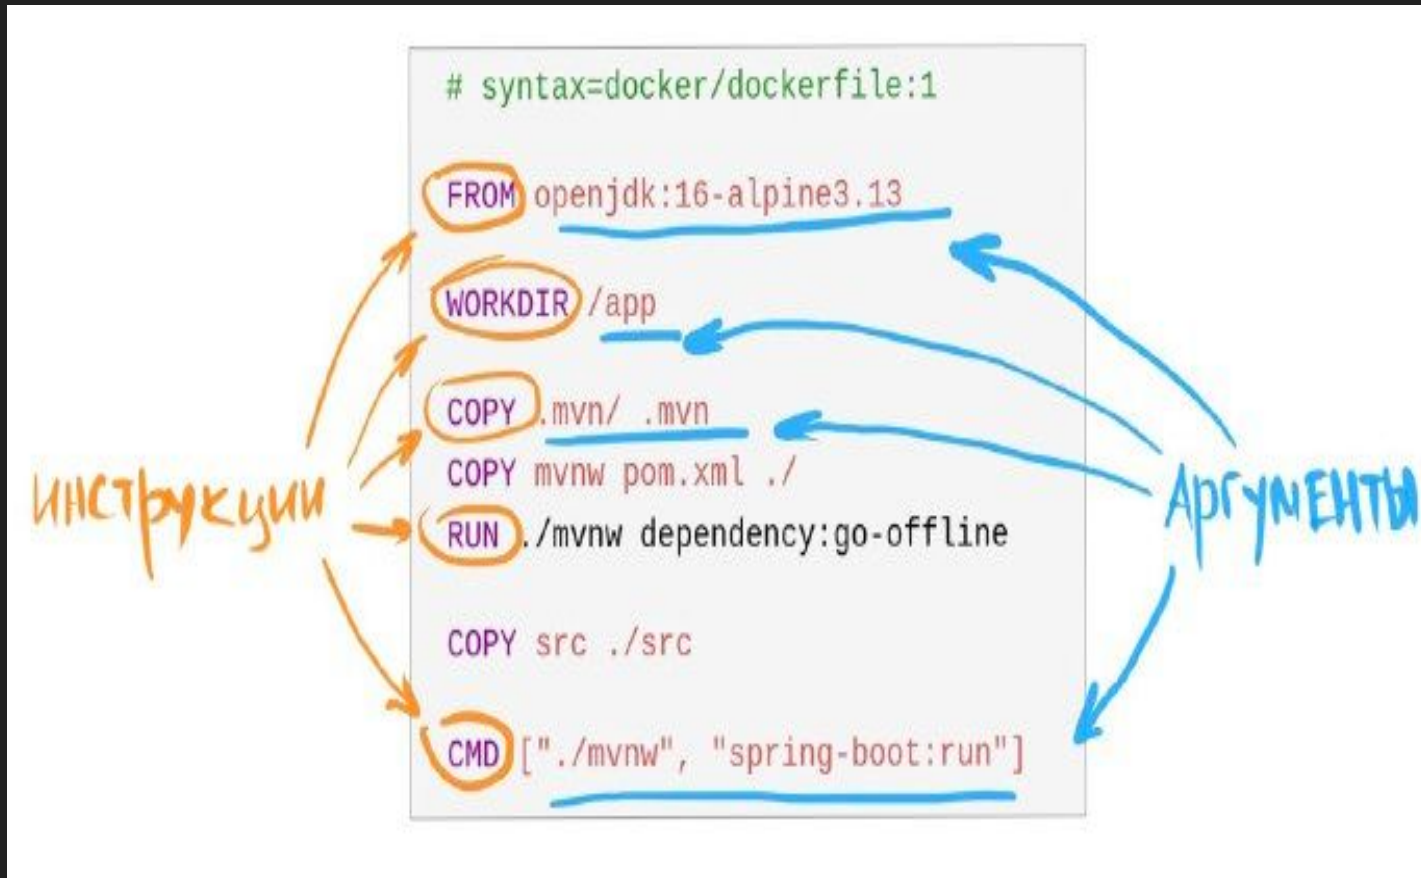 # syntax=docker/dockerfile:1
FROM openjdk:16-alpine3.13
WORKDIR /app
COPY .mvn/ .mvn
COPY mvnw pom.xml ./
инструкции
Аргументы
RUN ./mvnw dependency:go-offline
COPY src ./src
CMD ["./mvnw", "spring-boot:run"]